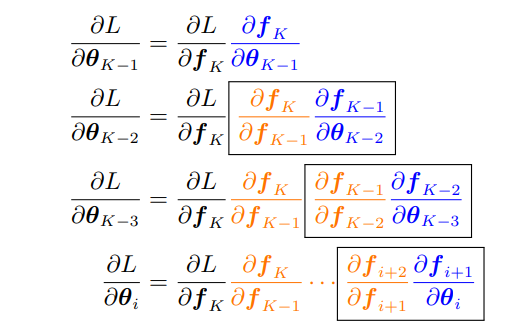 ∂L/∂θ_{K−1} = ∂L/∂f_K ∂f_K/∂θ_{K−1}
∂L/∂θ_{K−2} = ∂L/∂f_K ∂f_K/∂f_{K−1} ∂f_{K−1}/∂θ_{K−2}
∂L/∂θ_{K−3} = ∂L/∂f_K ∂f_K/∂f_{K−1} ∂f_{K−1}/∂f_{K−2} ∂f_{K−2}/∂θ_{K−3}
∂L/∂θ_i = ∂L/∂f_K ∂f_K/∂f_{K−1} ⋯ ∂f_{i+2}/∂f_{i+1} ∂f_{i+1}/∂θ_i